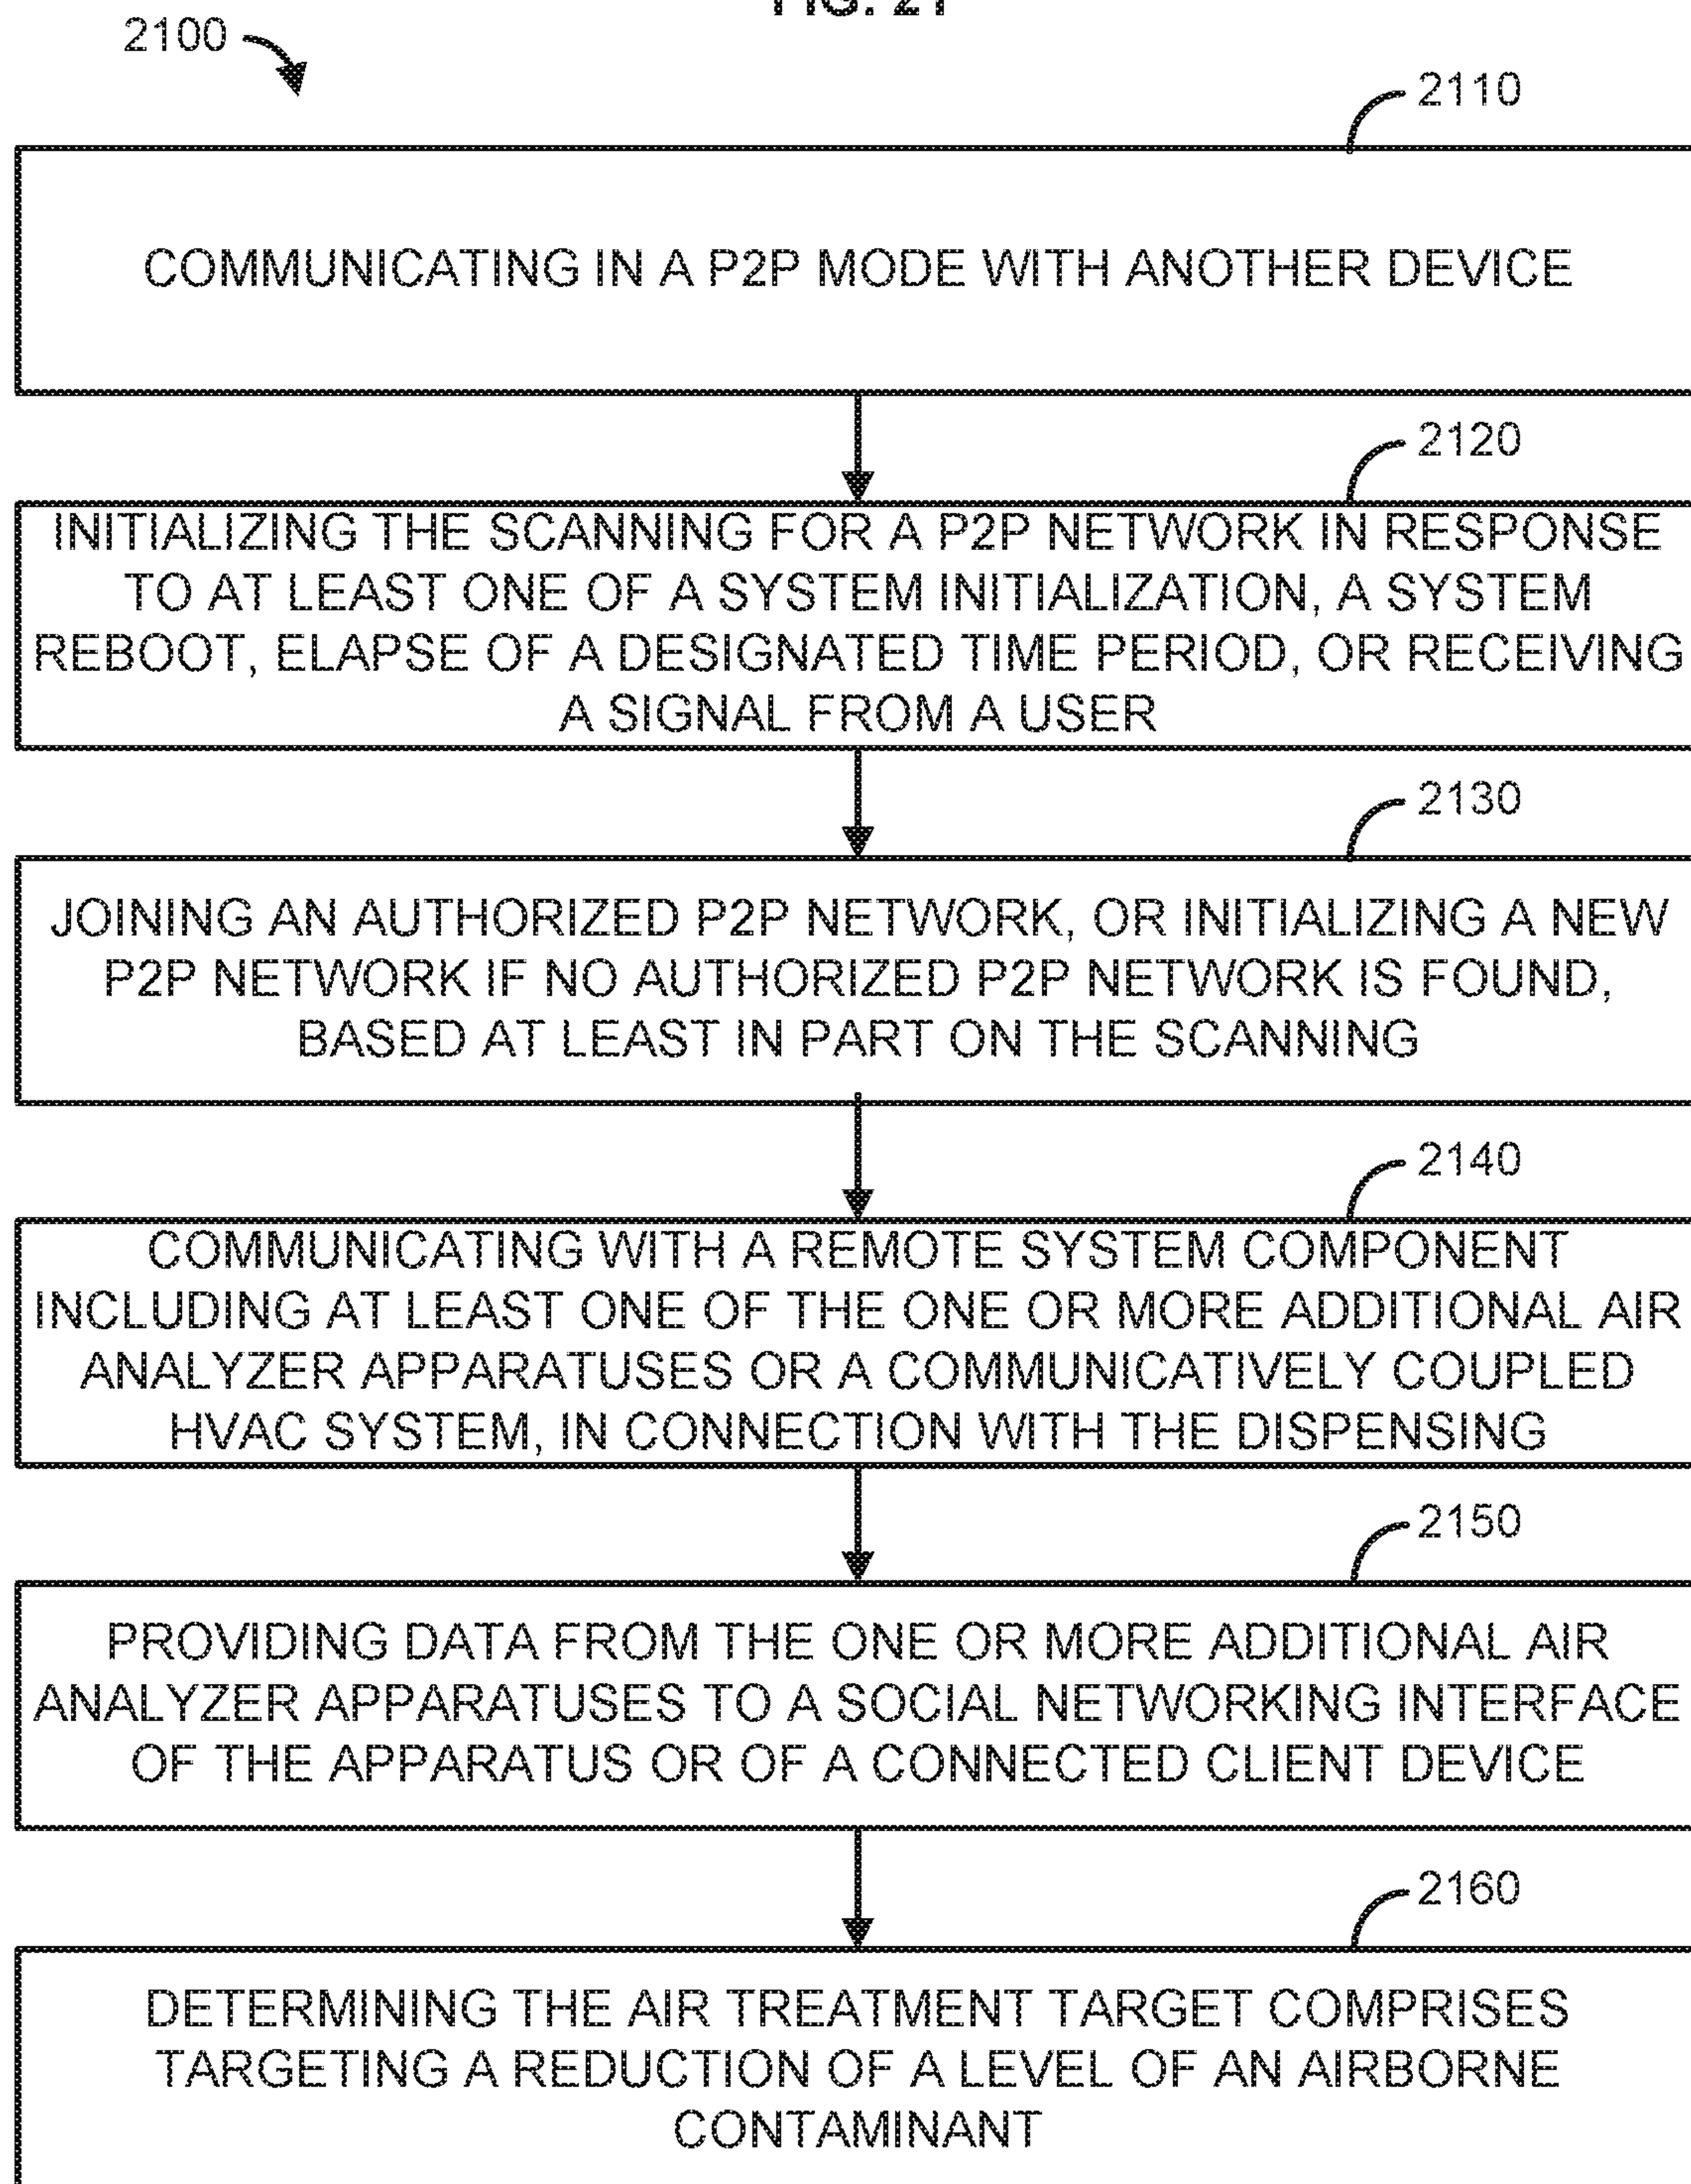 FIG. 21
2100
2110
COMMUNICATING IN A P2P MODE WITH ANOTHER DEVICE
2120
INITIALIZING THE SCANNING FOR A P2P NETWORK IN RESPONSE
TO AT LEAST ONE OF A SYSTEM INITIALIZATION, A SYSTEM
REBOOT, ELAPSE OF A DESIGNATED TIME PERIOD, OR RECEIVING
A SIGNAL FROM A USER
2130
JOINING AN AUTHORIZED P2P NETWORK, OR INITIALIZING A NEW
P2P NETWORK IF NO AUTHORIZED P2P NETWORK IS FOUND,
BASED AT LEAST IN PART ON THE SCANNING
2140
COMMUNICATING WITH A REMOTE SYSTEM COMPONENT
INCLUDING AT LEAST ONE OF THE ONE OR MORE ADDITIONAL AIR
ANALYZER APPARATUSES OR A COMMUNICATIVELY COUPLED
HVAC SYSTEM, IN CONNECTION WITH THE DISPENSING
2150
PROVIDING DATA FROM THE ONE OR MORE ADDITIONAL AIR
ANALYZER APPARATUSES TO A SOCIAL NETWORKING INTERFACE
OF THE APPARATUS OR OF A CONNECTED CLIENT DEVICE
2160
DETERMINING THE AIR TREATMENT TARGET COMPRISES
TARGETING A REDUCTION OF A LEVEL OF AN AIRBORNE
CONTAMINANT